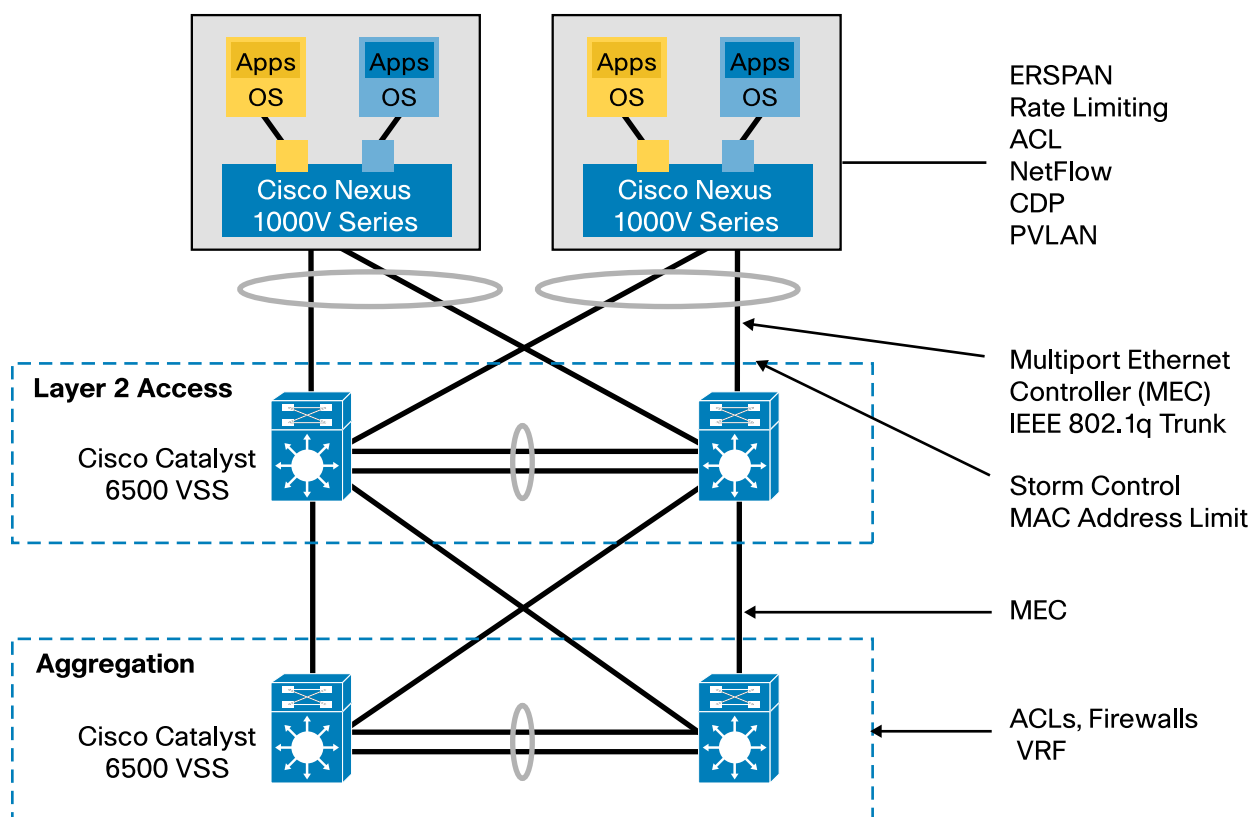 Apps
OS
Apps
OS
Cisco Nexus
1000V Series
Apps
OS
Apps
OS
Cisco Nexus
1000V Series
ERSPAN
Rate Limiting
ACL
NetFlow
CDP
PVLAN
Multiport Ethernet
Controller (MEC)
IEEE 802.1q Trunk
Layer 2 Access
Cisco Catalyst
6500 VSS
Storm Control
MAC Address Limit
MEC
Aggregation
Cisco Catalyst
6500 VSS
ACLs, Firewalls
VRF